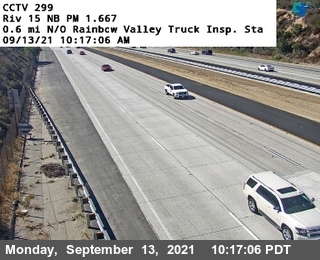 CCTV 299
Riv 15 NB PM 1.667
0.6 mi N/O Rainbow Valley Truck Insp. Sta
09/13/21 10:17:06 AM
Monday, September 13, 2021 10:17:06 PDT